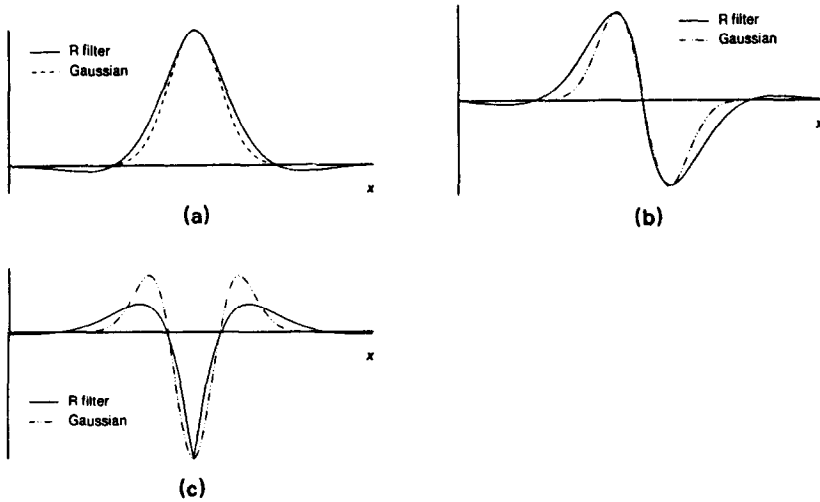 R filter
Gaussian
x
(a)
R filter
Gaussian
x
(b)
x
R filter
Gaussian
(c)